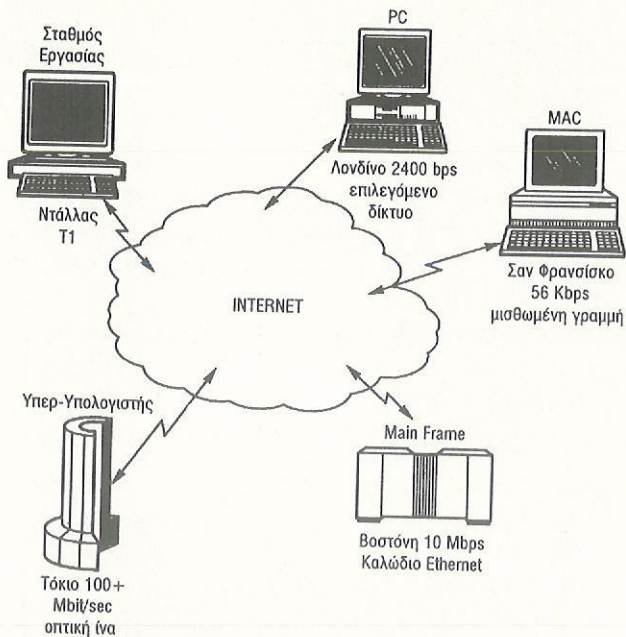 Σταθμός
Εργασίας
PC
MAC
Λονδίνο 2400 bps
επιλεγόμενο
δίκτυο
Ντάλλας
T1
Σαν Φρανσίσκο
56 Kbps
μισθωμένη γραμμή
INTERNET
Υπερ-Υπολογιστής
Main Frame
Βοστόνη 10 Mbps
Καλώδιο Ethernet
Τόκιο 100+
Mbit/sec
οπτική ίνα